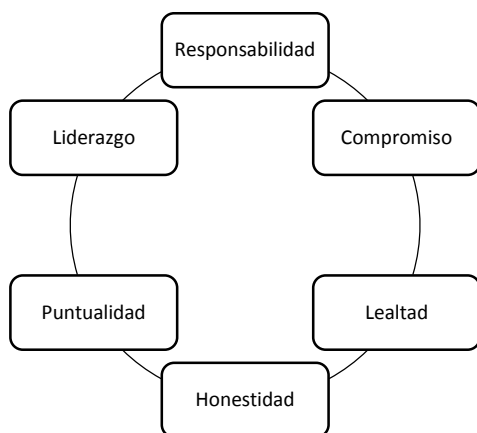 Responsabilidad
Compromiso
Lealtad
Honestidad
Puntualidad
Liderazgo